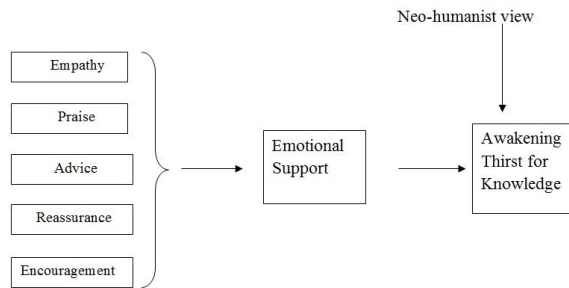 Neo-humanist view
Empathy
Praise
Advice
Reassurance
Encouragement
Emotional
Support
Awakening
Thirst for
Knowledge